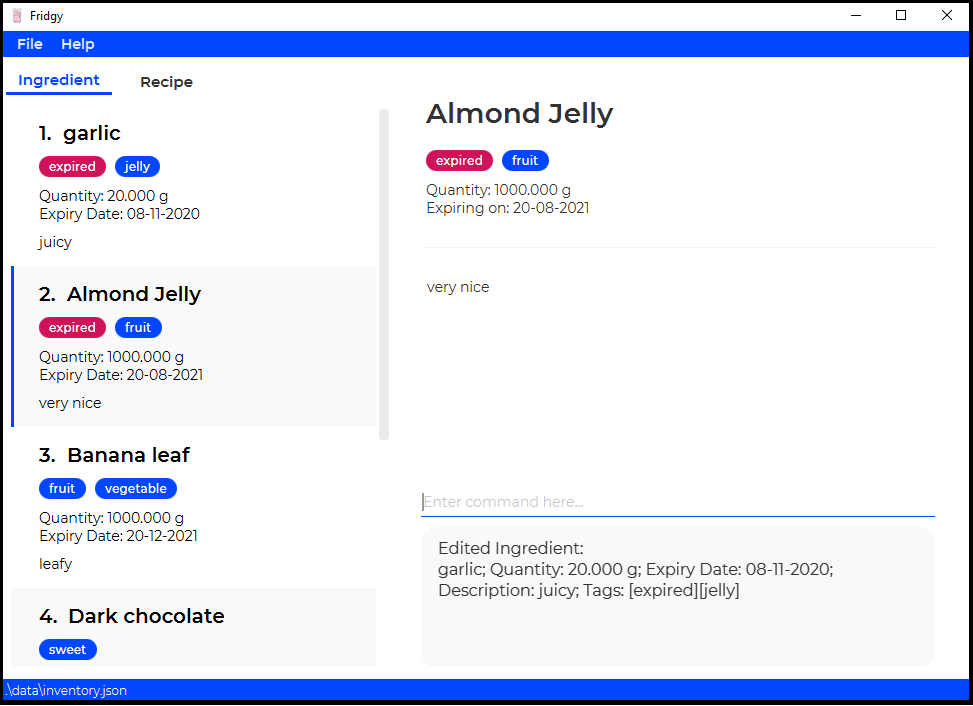 Fridgy
File Help
Ingredient Recipe
1. garlic
expired jelly
Quantity: 20.000 g
Expiry Date: 08-11-2020
juicy
2. Almond Jelly
expired fruit
Quantity: 1000.000 g
Expiry Date: 20-08-2021
very nice
3. Banana leaf
fruit vegetable
Quantity: 1000.000 g
Expiry Date: 20-12-2021
leafy
4. Dark chocolate
sweet
Almond Jelly
expired fruit
Quantity: 1000.000 g
Expiring on: 20-08-2021
very nice
Enter command here...
Edited Ingredient:
garlic; Quantity: 20.000 g; Expiry Date: 08-11-2020;
Description: juicy; Tags: [expired][jelly]
.\data\inventory.json